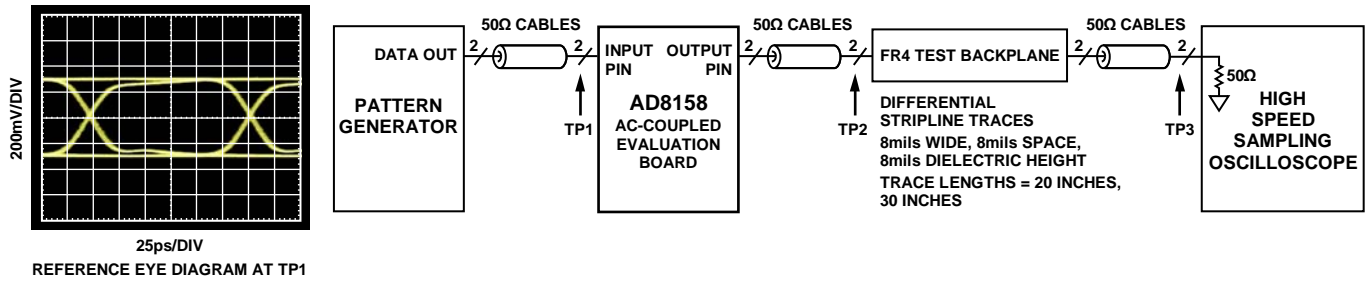 200mV/DIV
25ps/DIV
REFERENCE EYE DIAGRAM AT TP1
DATA OUT
PATTERN
GENERATOR
50Ω CABLES
2
2
TP1
INPUT
PIN
OUTPUT
PIN
AD8158
AC-COUPLED
EVALUATION
BOARD
50Ω CABLES
2
2
TP2
FR4 TEST BACKPLANE
DIFFERENTIAL
STRIPLINE TRACES
8mils WIDE, 8mils SPACE,
8mils DIELECTRIC HEIGHT
TRACE LENGTHS = 20 INCHES,
30 INCHES
50Ω CABLES
2
2
TP3
50Ω
HIGH
SPEED
SAMPLING
OSCILLOSCOPE